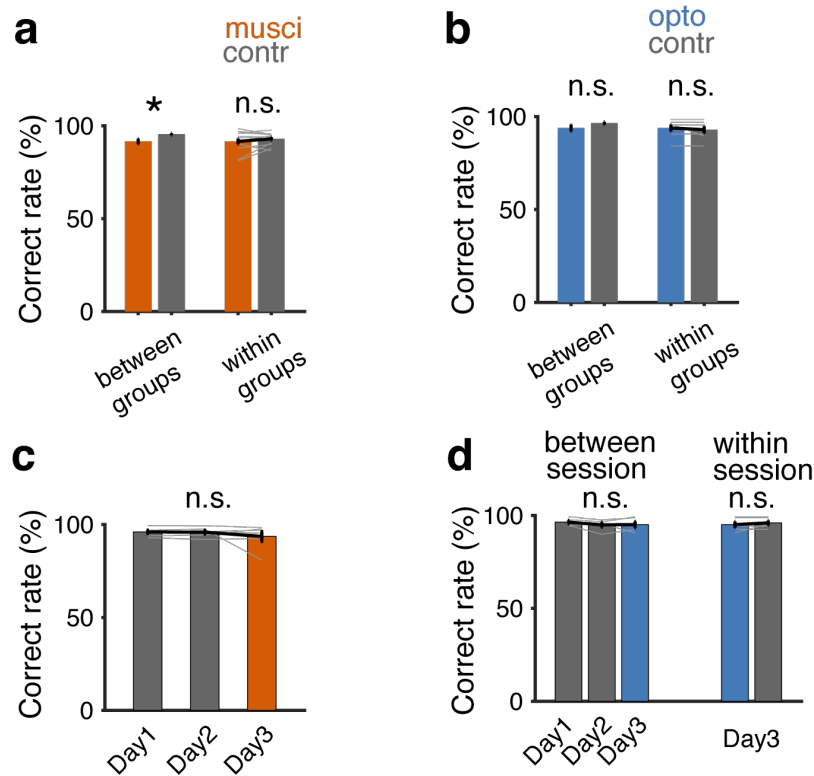 a
musci
contr
*
n.s.
Correct rate (%)
100
50
0
between
groups
within
groups
b
opto
contr
n.s.
n.s.
Correct rate (%)
100
50
0
between
groups
within
groups
c
n.s.
Correct rate (%)
100
50
0
Day1
Day2
Day3
d
between
session
within
session
n.s.
n.s.
Correct rate (%)
100
50
0
Day1
Day2
Day3
Day3